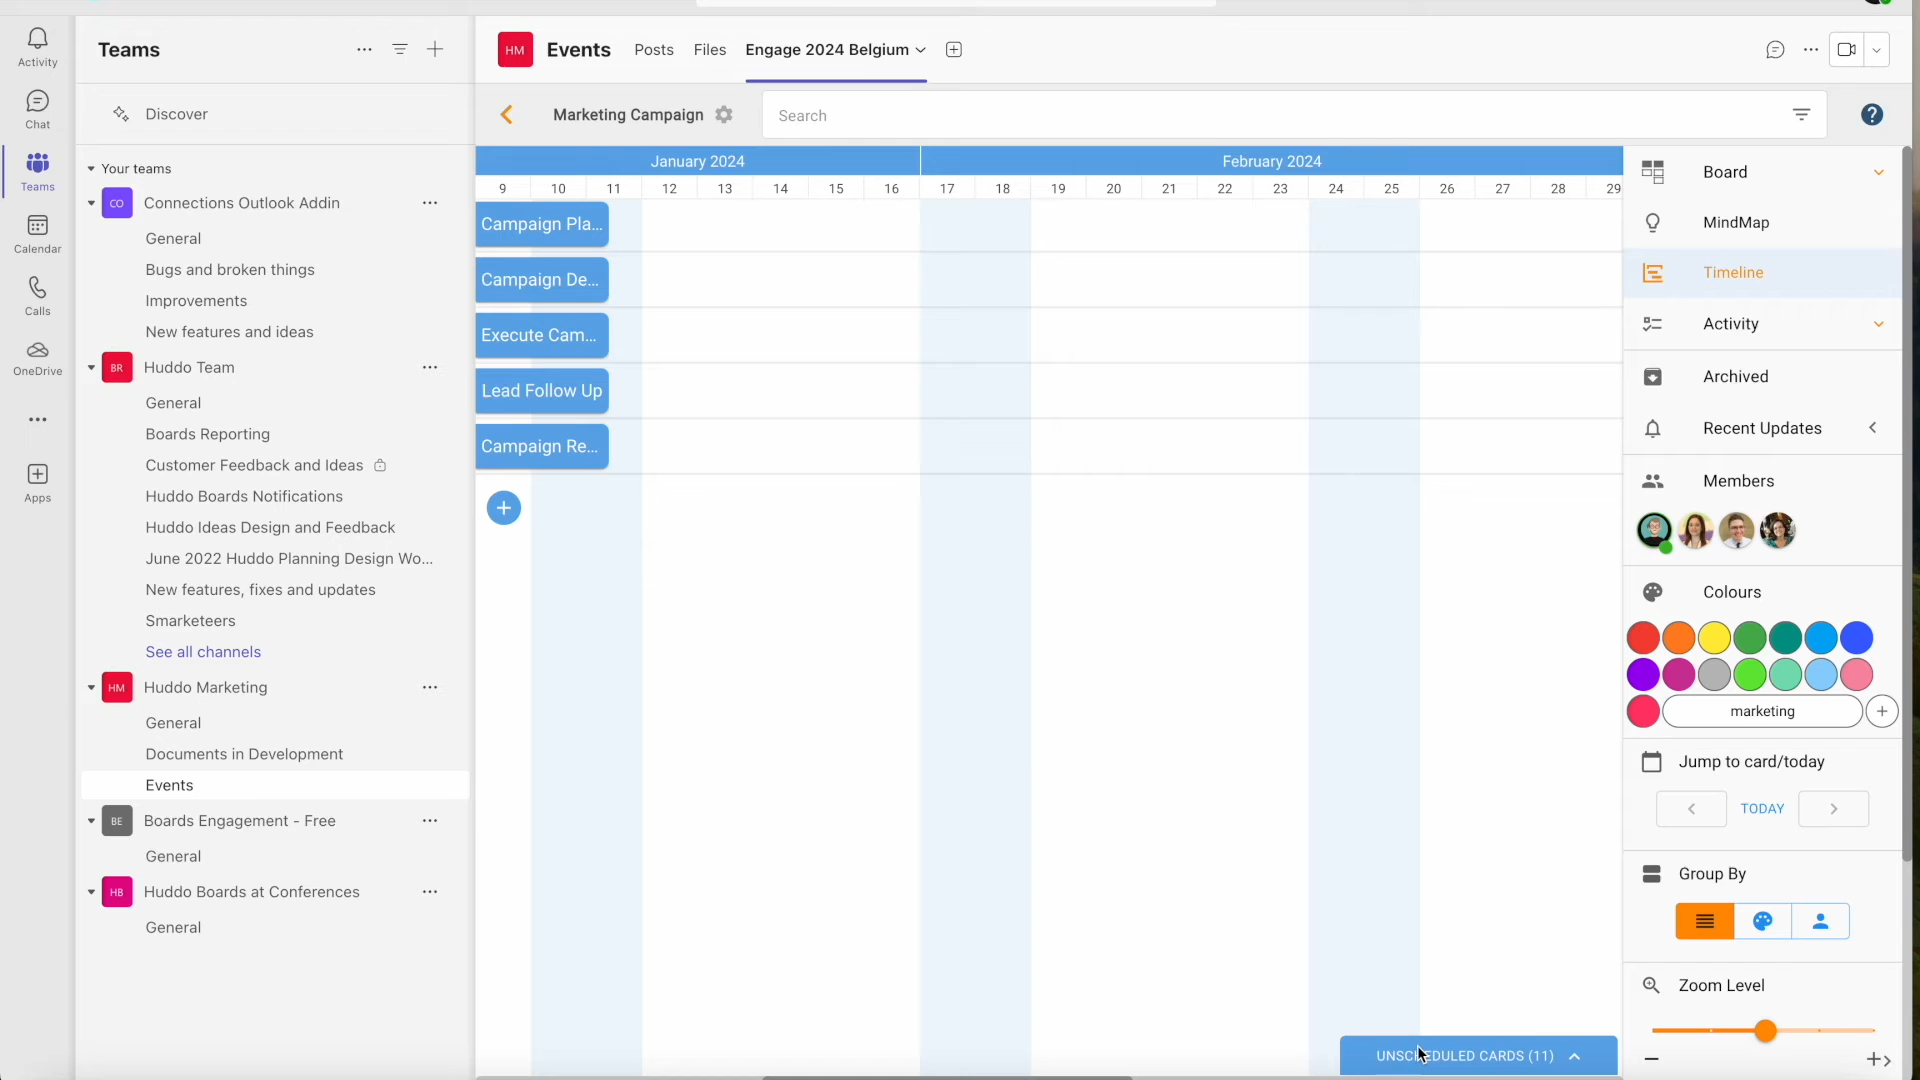 Activity
Chat
Teams
Calendar
Calls
OneDrive
Apps
Teams
Discover
Your teams
CO Connections Outlook Addin
General
Bugs and broken things
Improvements
New features and ideas
BR Huddo Team
General
Boards Reporting
Customer Feedback and Ideas
Huddo Boards Notifications
Huddo Ideas Design and Feedback
June 2022 Huddo Planning Design Wo...
New features, fixes and updates
Smarketeers
See all channels
HM Huddo Marketing
General
Documents in Development
Events
BE Boards Engagement - Free
General
HB Huddo Boards at Conferences
General
HM Events Posts Files Engage 2024 Belgium
Marketing Campaign Search ?
January 2024 February 2024
9 10 11 12 13 14 15 16 17 18 19 20 21 22 23 24 25 26 27 28 29
Campaign Pla...
Campaign De...
Execute Cam...
Lead Follow Up
Campaign Re...
UNSCHEDULED CARDS (11)
Board
MindMap
Timeline
Activity
Archived
Recent Updates
Members
Colours
marketing
Jump to card/today
TODAY
Group By
Zoom Level